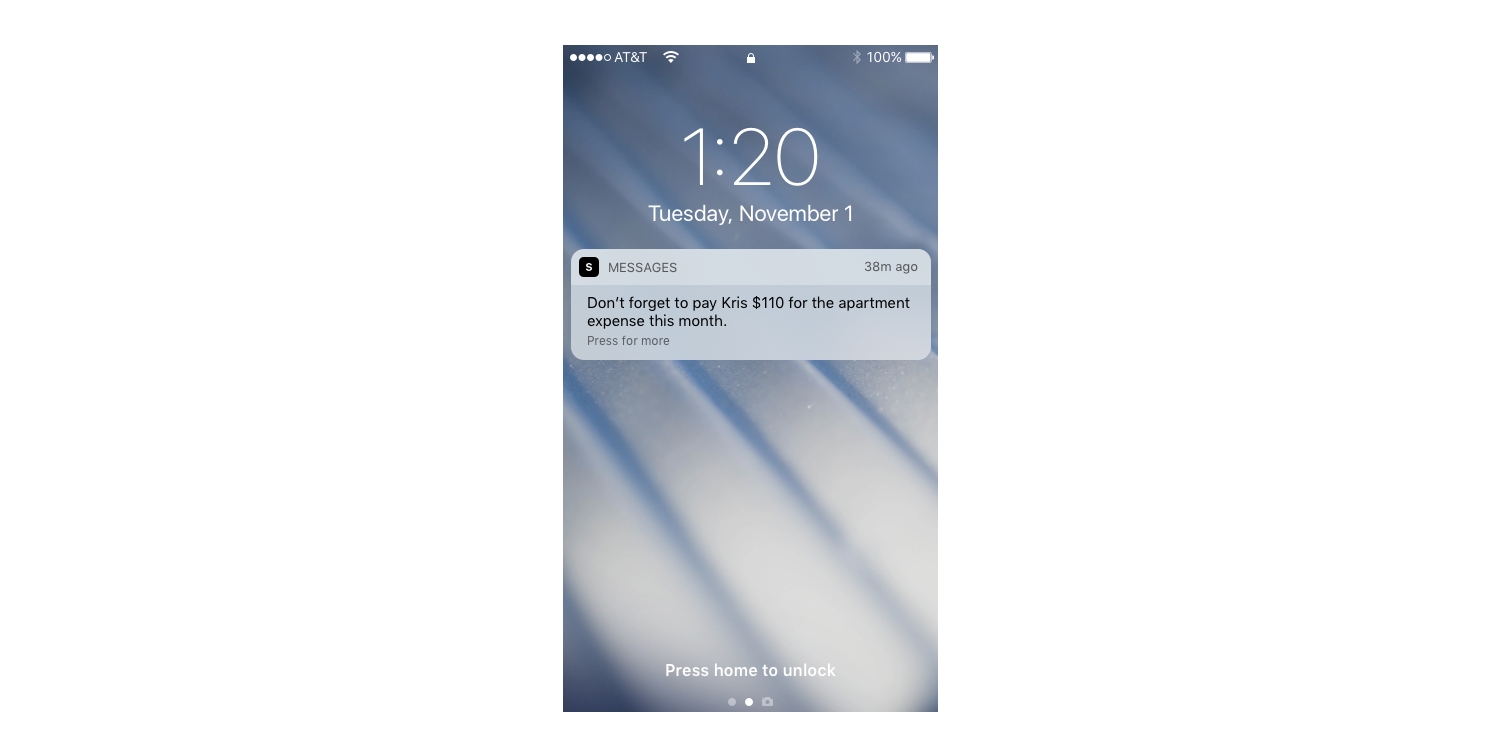 AT&T 100%
1:20
Tuesday, November 1
S MESSAGES 38m ago
Don't forget to pay Kris $110 for the apartment
expense this month.
Press for more
Press home to unlock